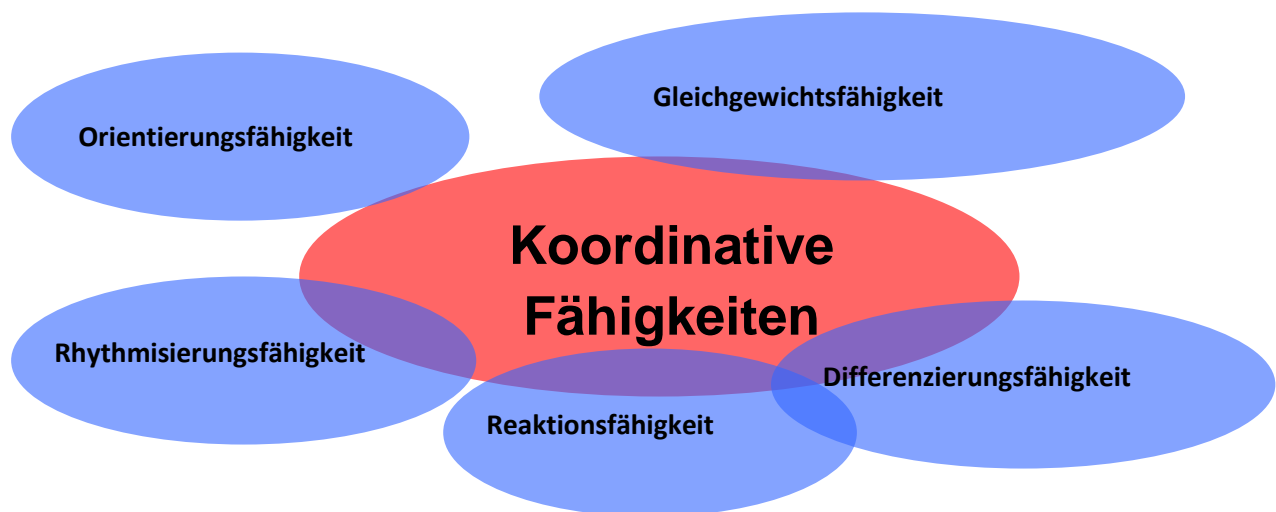 Gleichgewichtsfähigkeit
Orientierungsfähigkeit
Koordinative
Fähigkeiten
Rhythmisierungsfähigkeit
Differenzierungsfähigkeit
Reaktionsfähigkeit